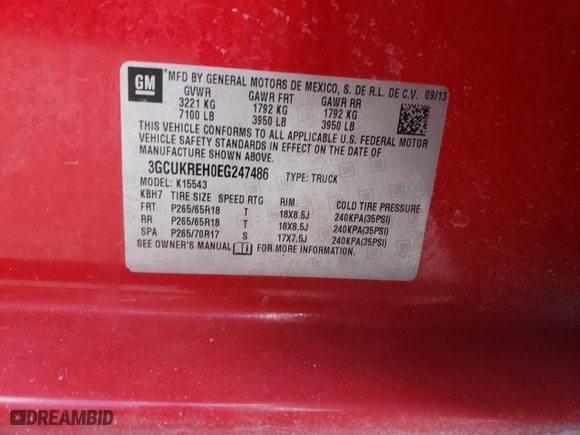 GM
MFD BY GENERAL MOTORS DE MEXICO, S. DE R.L. DE C.V. 09/13
GVWR GAWR FRT GAWR RR
3221 KG 1792 KG 1792 KG
7100 LB 3950 LB 3950 LB
THIS VEHICLE CONFORMS TO ALL APPLICABLE U.S. FEDERAL MOTOR
VEHICLE SAFETY STANDARDS IN EFFECT ON THE DATE OF
MANUFACTURE SHOWN ABOVE.
3GCUKREH0EG247486 TYPE: TRUCK
MODEL: K15543
KBH7 TIRE SIZE SPEED RTG RIM COLD TIRE PRESSURE
FRT P265/65R18 T 18X8.5J 240KPA(35PSI)
RR P265/65R18 T 18X8.5J 240KPA(35PSI)
SPA P265/70R17 S 17X7.5J 240KPA(35PSI)
SEE OWNER'S MANUAL FOR MORE INFORMATION.
DREAMBID